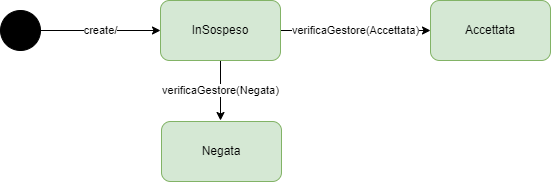 create/
InSospeso
verificaGestore(Accettata)
Accettata
verificaGestore(Negata)
Negata